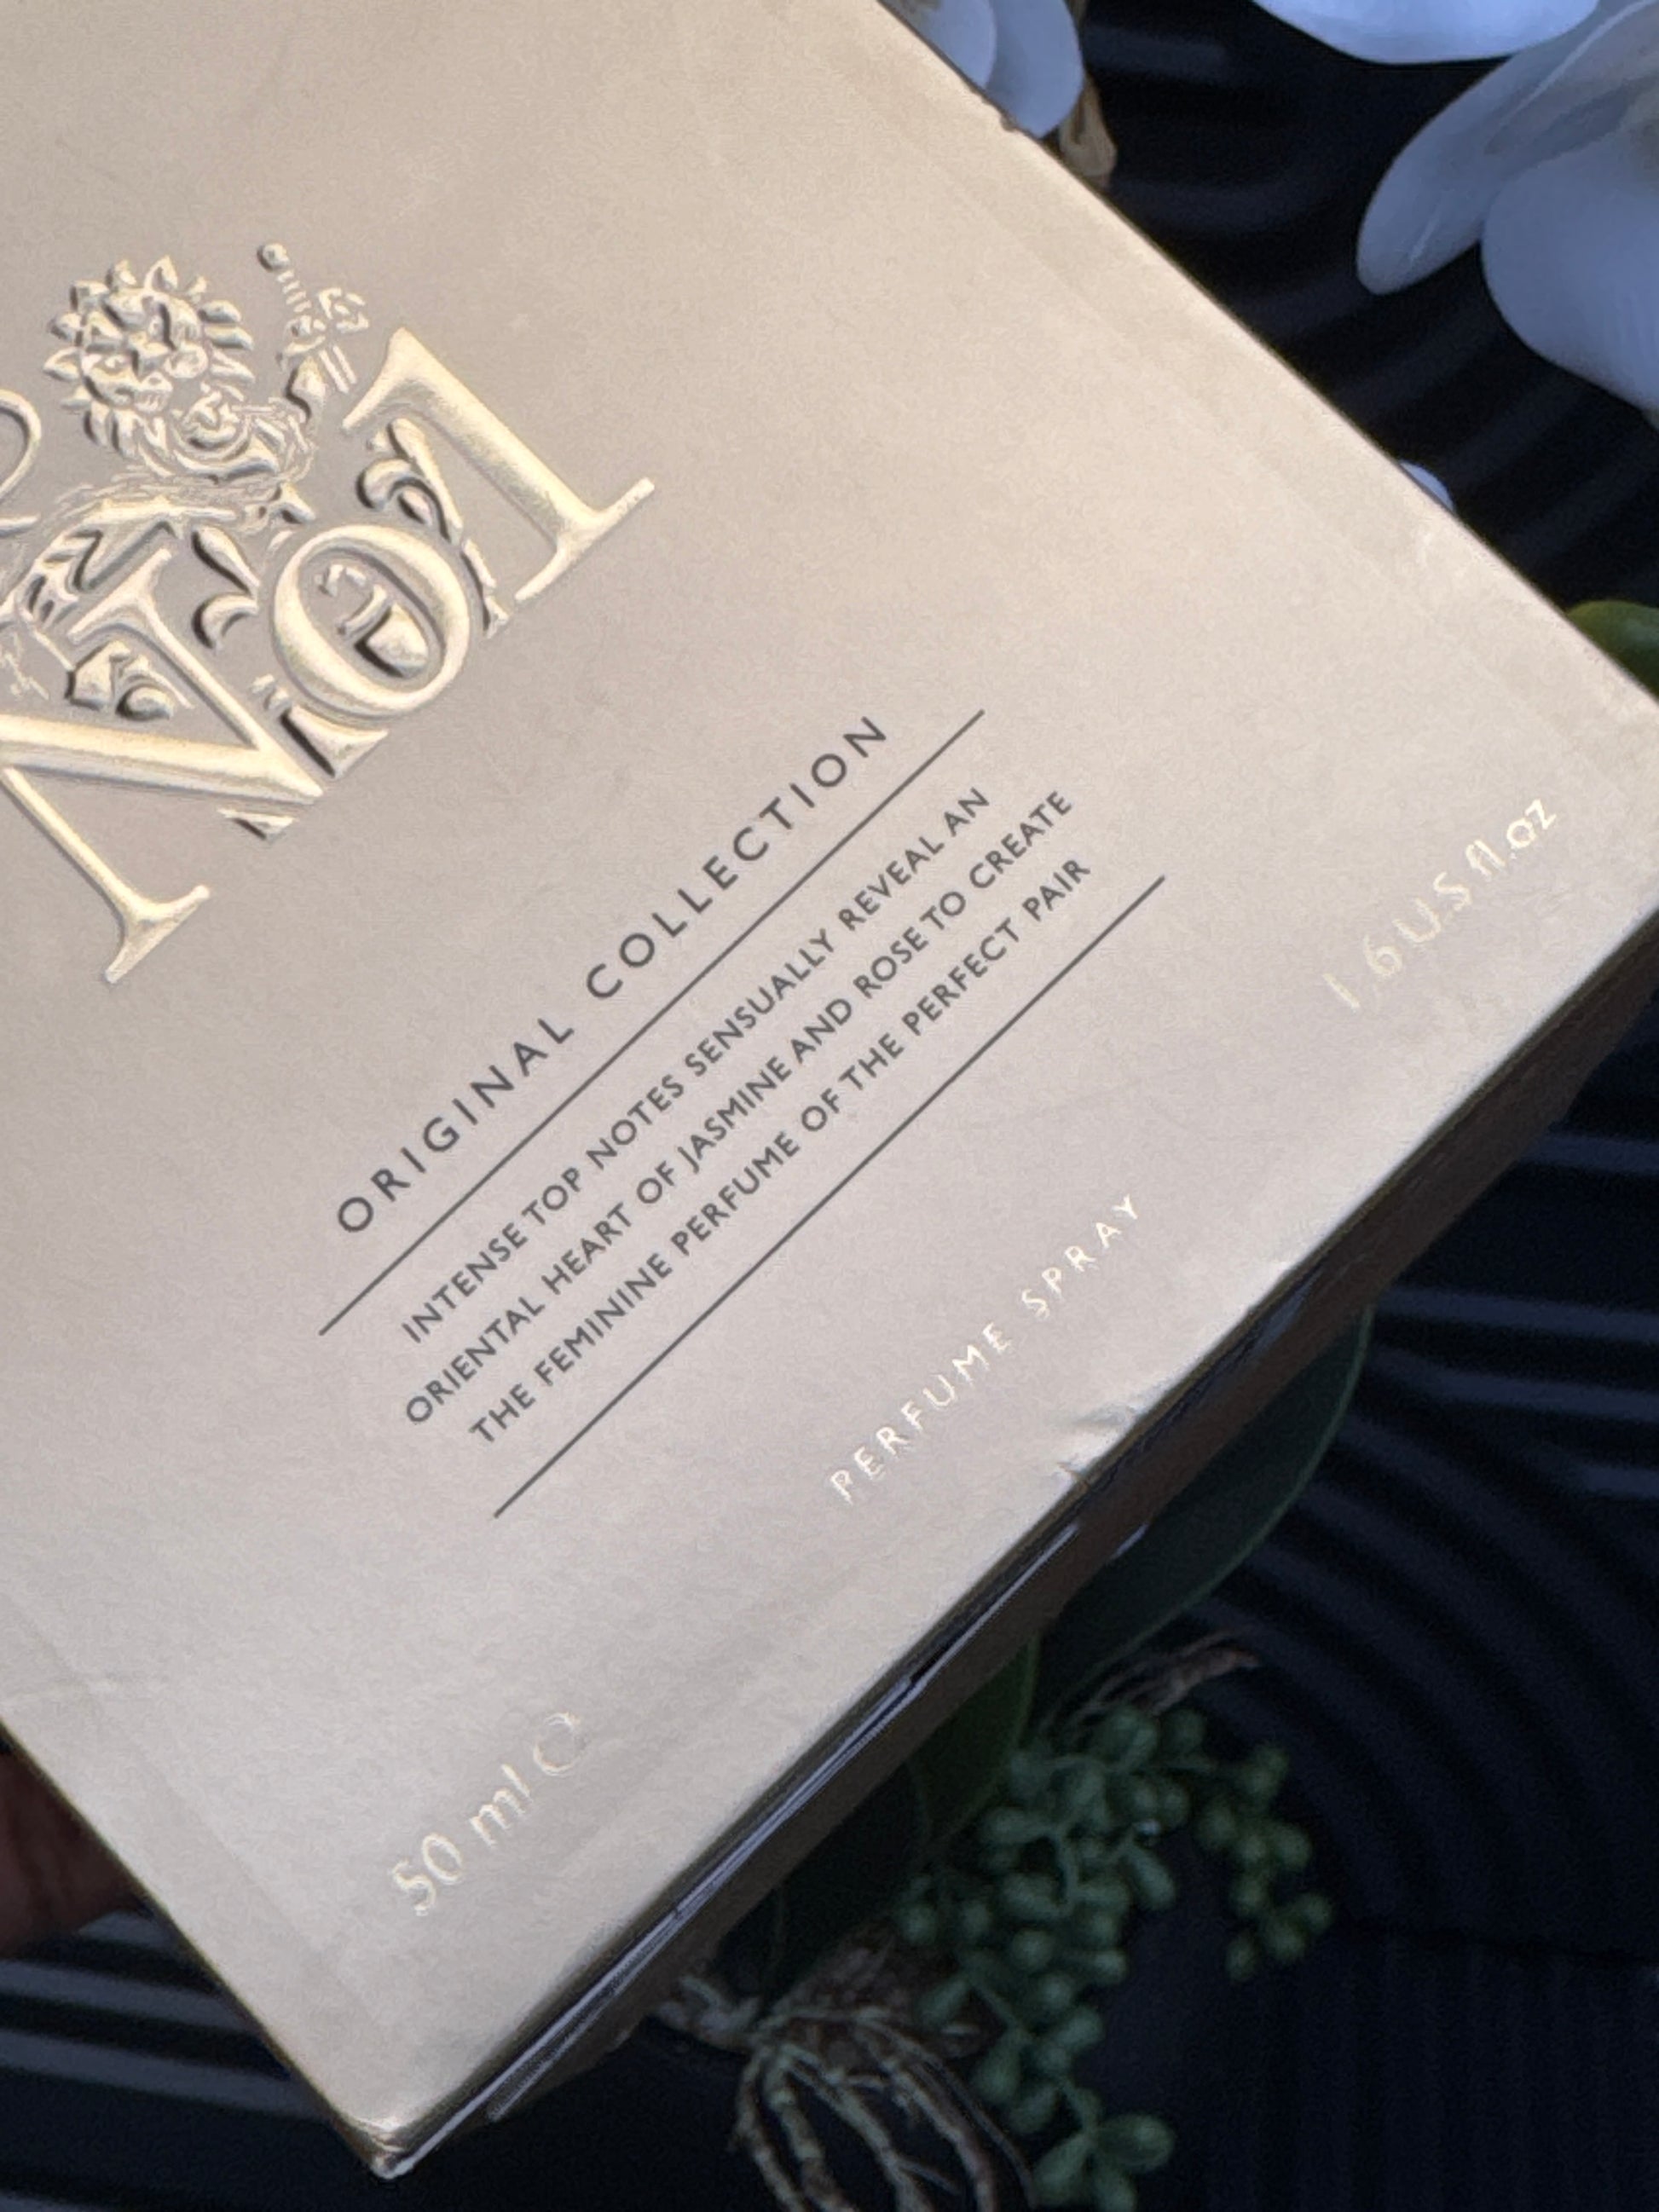 No1
ORIGINAL COLLECTION
INTENSE TOP NOTES SENSUALLY REVEAL AN
ORIENTAL HEART OF JASMINE AND ROSE TO CREATE
THE FEMININE PERFUME OF THE PERFECT PAIR
PERFUME SPRAY
50 ml ℮
1.6 U.S fl.oz